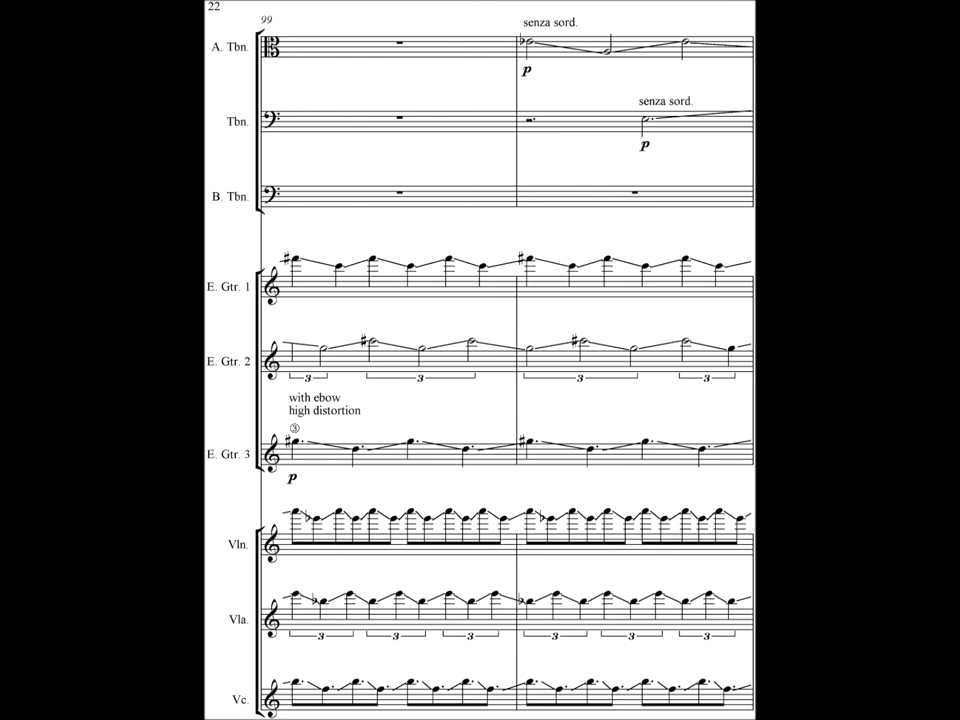 22
99
senza sord.
A. Tbn.
p
senza sord.
Tbn.
p
B. Tbn.
E. Gtr. 1
E. Gtr. 2
3 3 3 3
with ebow
high distortion
③
E. Gtr. 3
p
Vln.
Vla.
3 3 3 3 3 3
Vc.